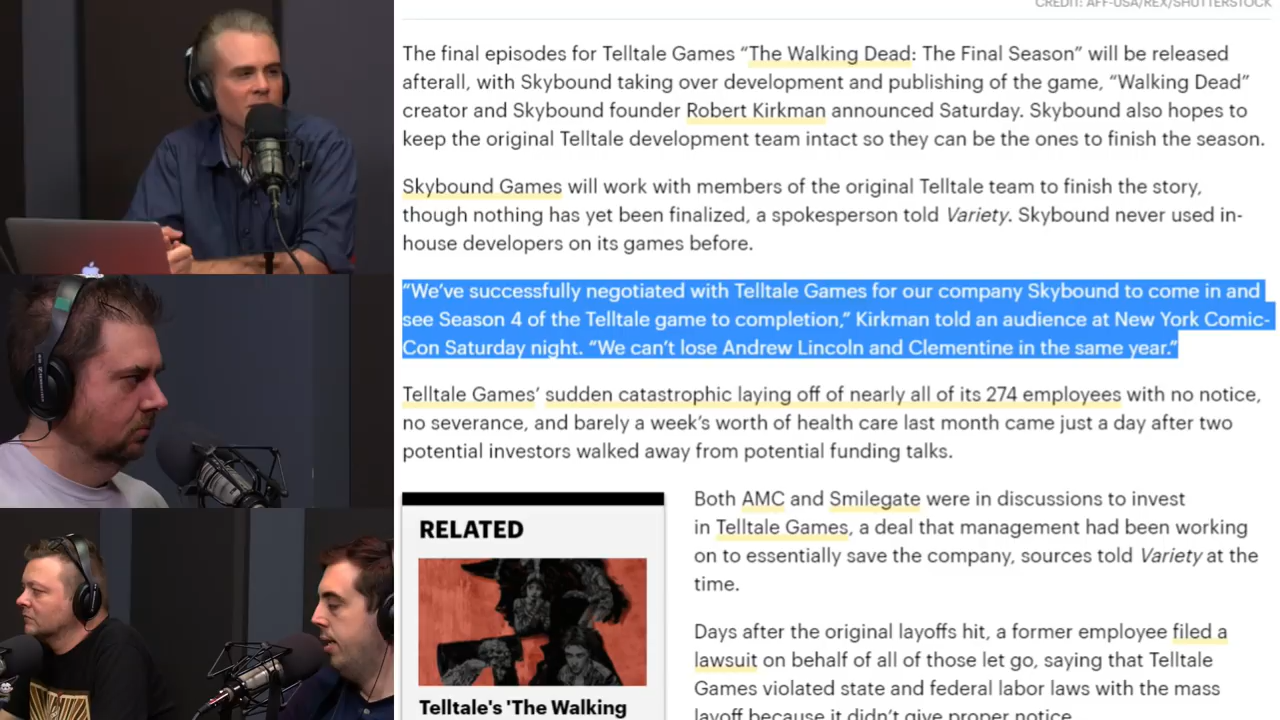 CREDIT: AFF-USA/REX/SHUTTERSTOCK
The final episodes for Telltale Games “The Walking Dead: The Final Season” will be released
afterall, with Skybound taking over development and publishing of the game, “Walking Dead”
creator and Skybound founder Robert Kirkman announced Saturday. Skybound also hopes to
keep the original Telltale development team intact so they can be the ones to finish the season.
Skybound Games will work with members of the original Telltale team to finish the story,
though nothing has yet been finalized, a spokesperson told Variety. Skybound never used in-
house developers on its games before.
“We’ve successfully negotiated with Telltale Games for our company Skybound to come in and
see Season 4 of the Telltale game to completion,” Kirkman told an audience at New York Comic-
Con Saturday night. “We can’t lose Andrew Lincoln and Clementine in the same year.”
Telltale Games’ sudden catastrophic laying off of nearly all of its 274 employees with no notice,
no severance, and barely a week’s worth of health care last month came just a day after two
potential investors walked away from potential funding talks.
RELATED
Telltale's 'The Walking
Both AMC and Smilegate were in discussions to invest
in Telltale Games, a deal that management had been working
on to essentially save the company, sources told Variety at the
time.
Days after the original layoffs hit, a former employee filed a
lawsuit on behalf of all of those let go, saying that Telltale
Games violated state and federal labor laws with the mass
layoff because it didn’t give proper notice.